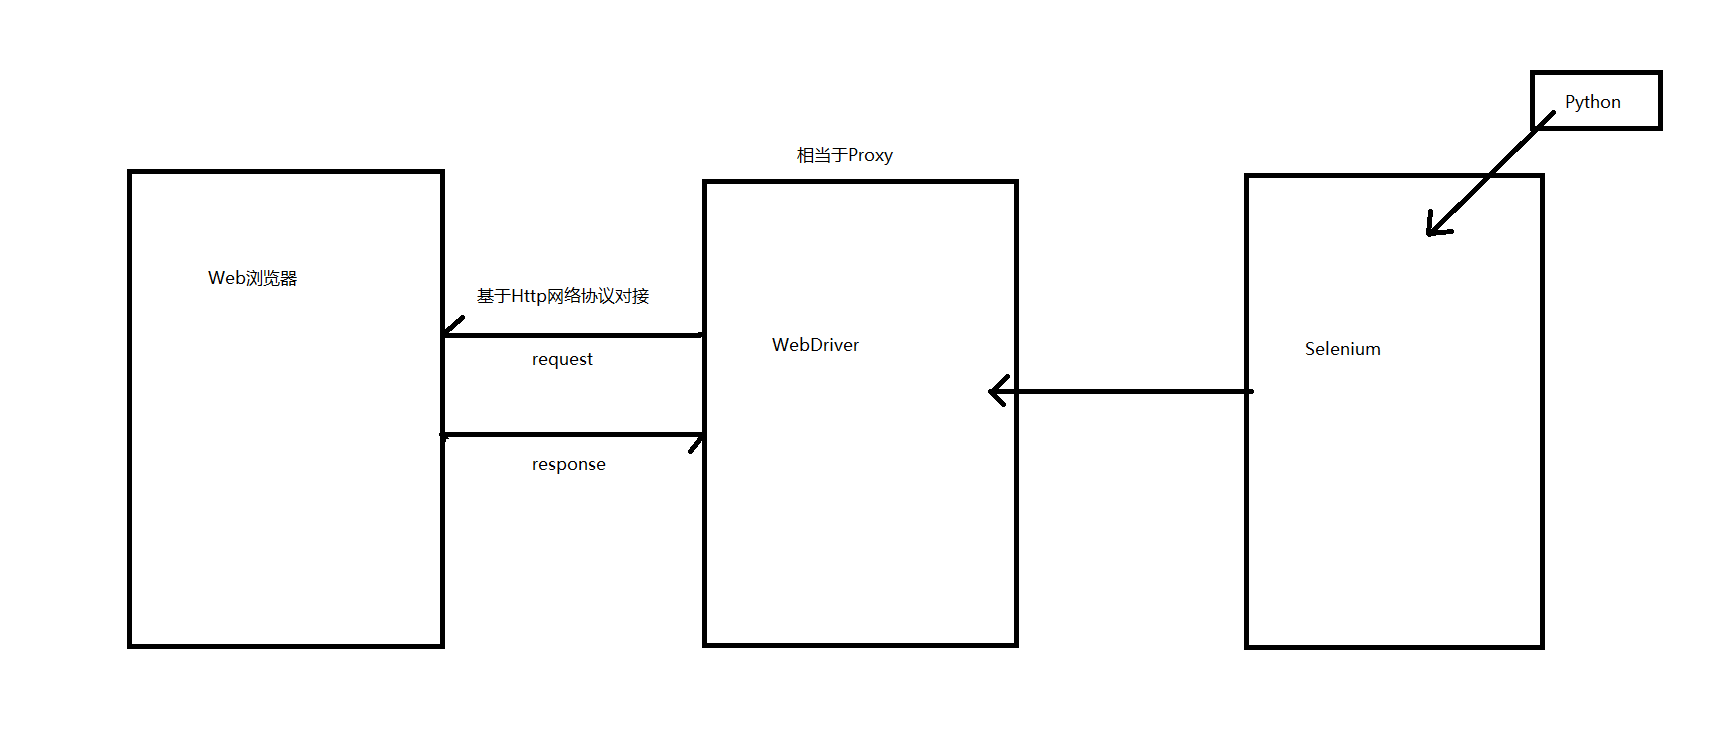 Python
相当于Proxy
Web浏览器
基于Http网络协议对接
request
WebDriver
Selenium
response